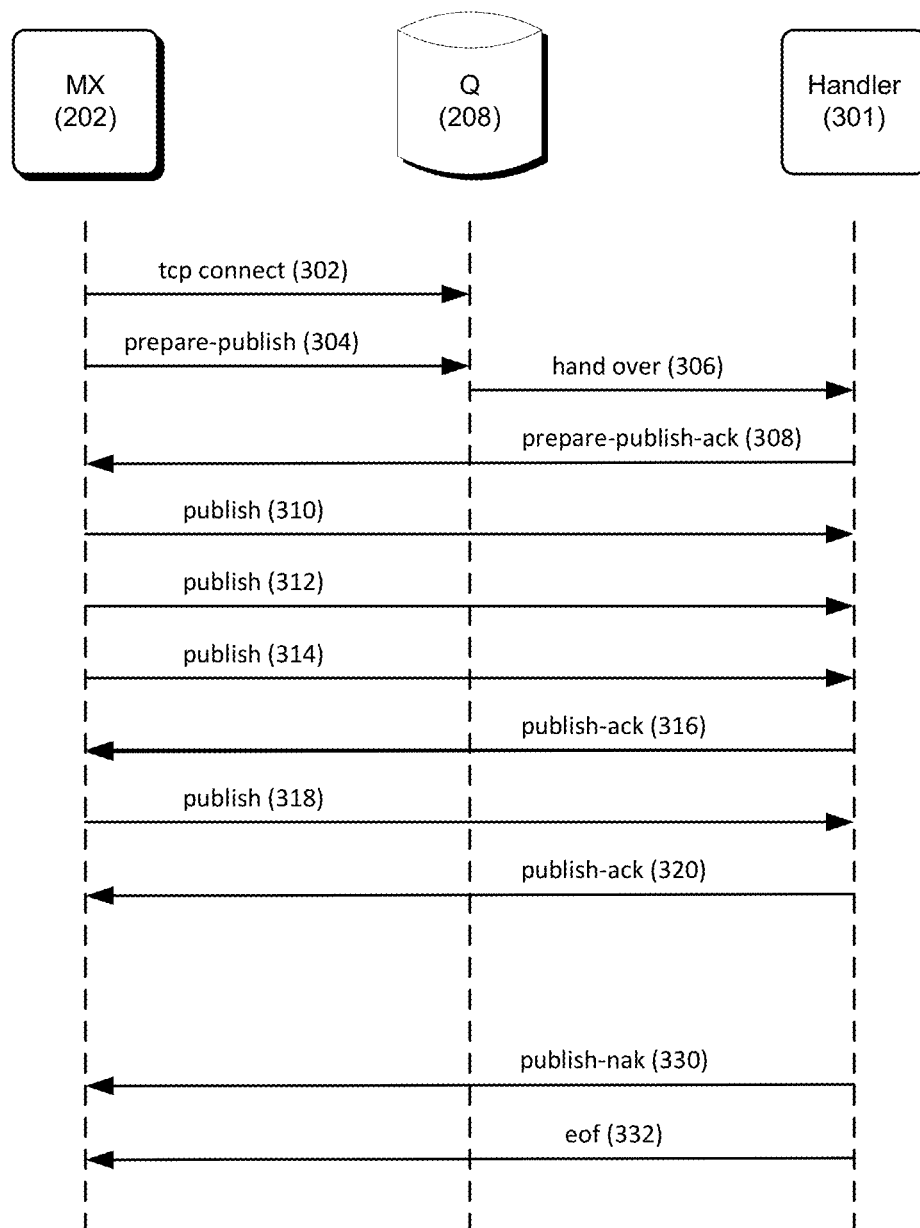 MX
(202)
Q
(208)
Handler
(301)
tcp connect (302)
prepare-publish (304)
hand over (306)
prepare-publish-ack (308)
publish (310)
publish (312)
publish (314)
publish-ack (316)
publish (318)
publish-ack (320)
publish-nak (330)
eof (332)